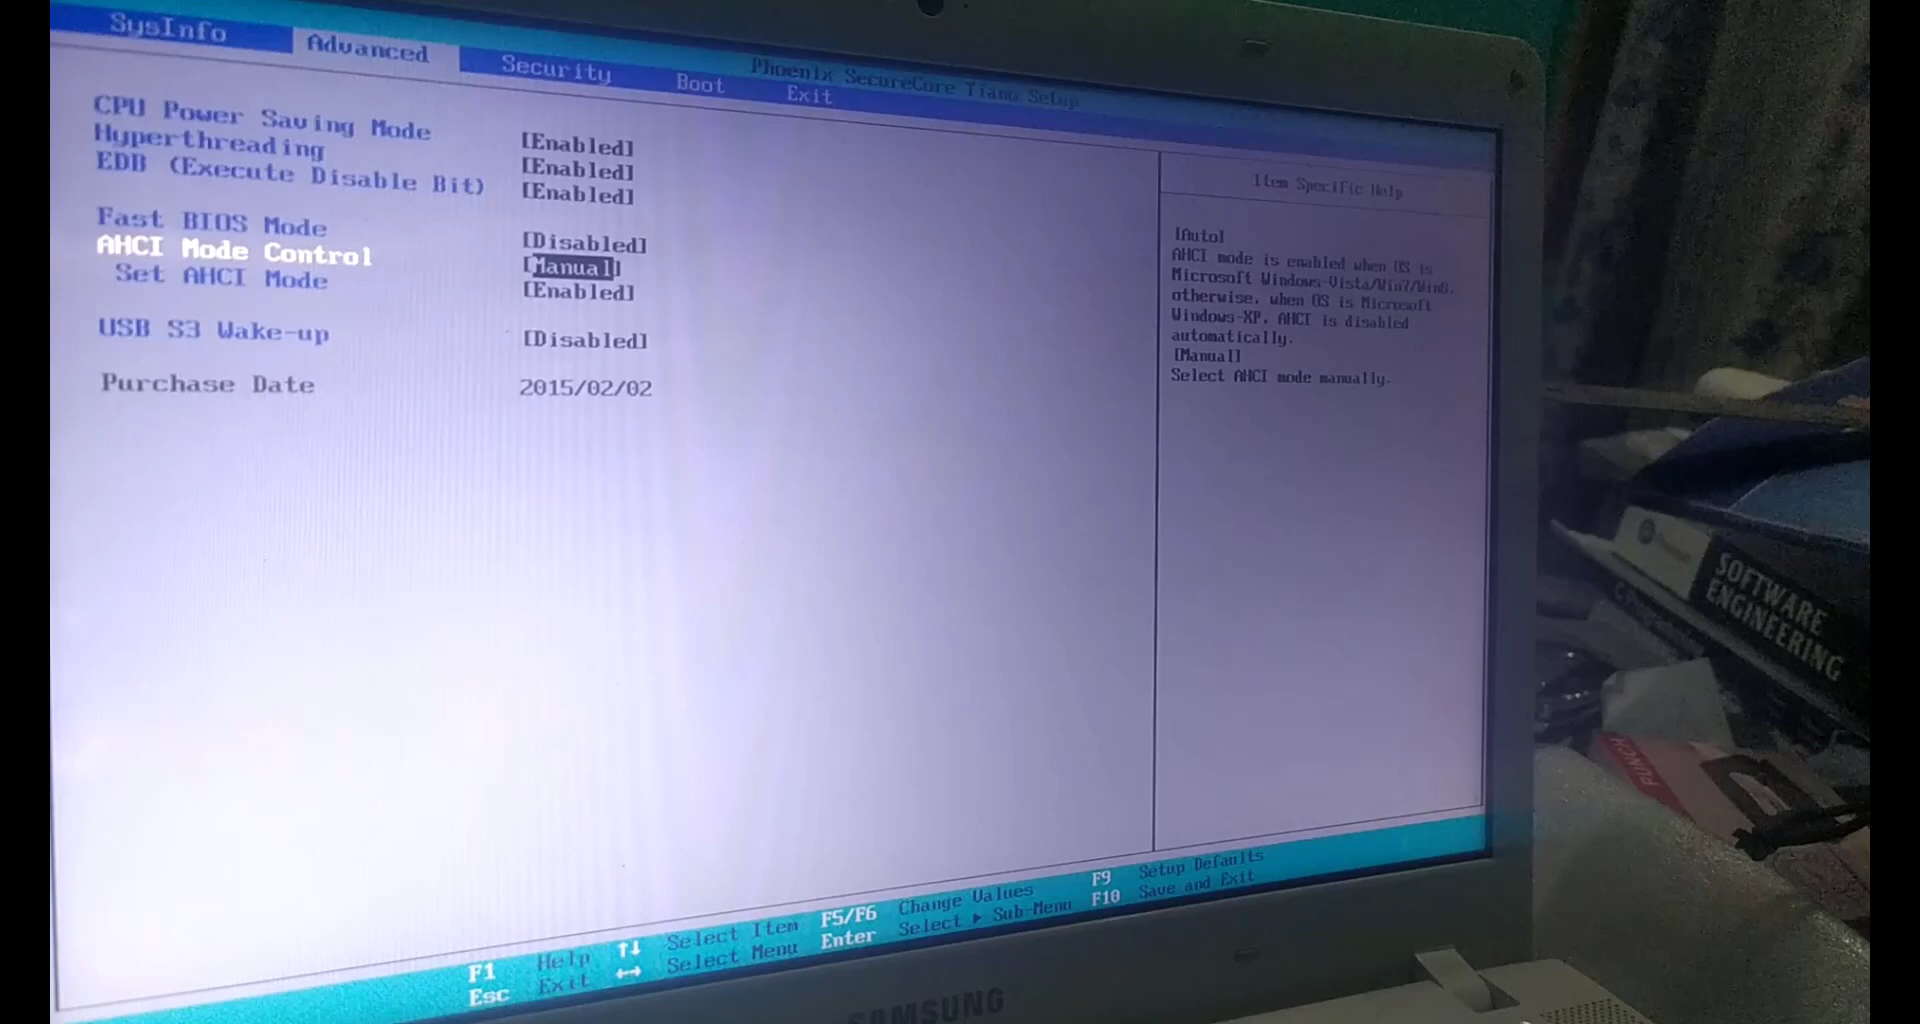 SysInfo Advanced Security Boot Exit
Phoenix SecureCore Tiano Setup
CPU Power Saving Mode [Enabled]
Hyperthreading [Enabled]
EDB (Execute Disable Bit) [Enabled]
Fast BIOS Mode [Disabled]
AHCI Mode Control [Manual]
Set AHCI Mode [Enabled]
USB S3 Wake-up [Disabled]
Purchase Date 2015/02/02
Item Specific Help
[Auto]
AHCI mode is enabled when OS is
Microsoft Windows-Vista/Win7/Win8,
otherwise, when OS is Microsoft
Windows-XP, AHCI is disabled
automatically.
[Manual]
Select AHCI mode manually.
F1 Help ↑↓ Select Item F5/F6 Change Values F9 Setup Defaults
Esc Exit ↔ Select Menu Enter Select ▶ Sub-Menu F10 Save and Exit
SAMSUNG
SOFTWARE
ENGINEERING
PUNCH